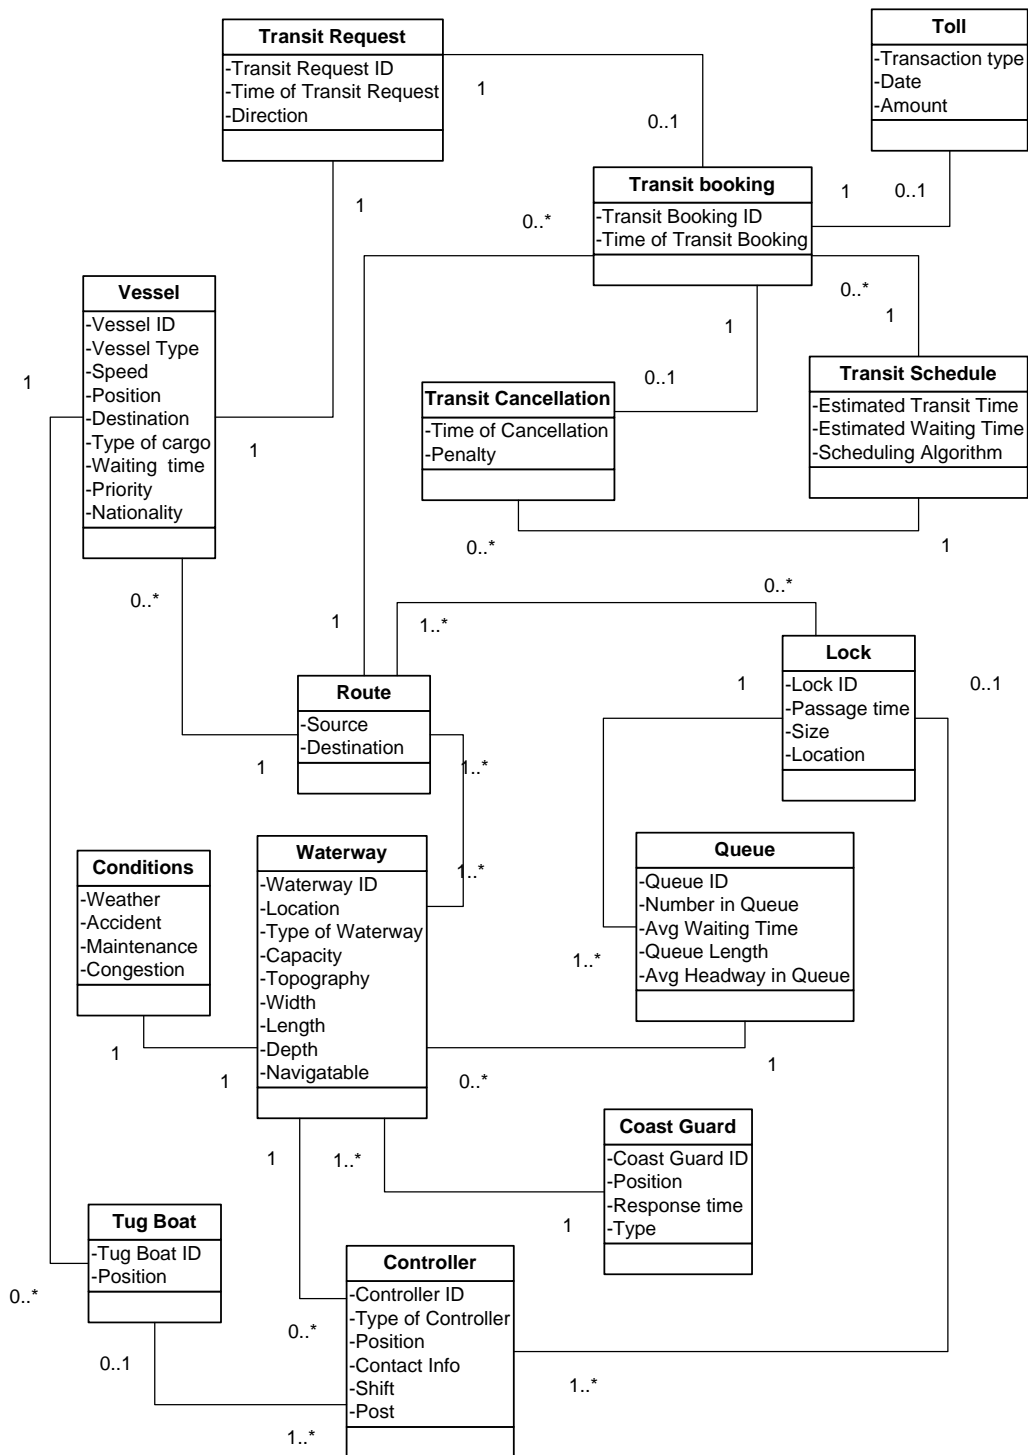 Transit Request
-Transit Request ID
-Time of Transit Request
-Direction
1
0..1
Toll
-Transaction type
-Date
-Amount
1
0..1
Transit booking
-Transit Booking ID
-Time of Transit Booking
1
0..*
0..*
1
1
0..1
Vessel
-Vessel ID
-Vessel Type
-Speed
-Position
-Destination
-Type of cargo
-Waiting time
-Priority
-Nationality
1
1
0..*
Transit Cancellation
-Time of Cancellation
-Penalty
0..*
Transit Schedule
-Estimated Transit Time
-Estimated Waiting Time
-Scheduling Algorithm
1
0..*
1
1..*
Route
-Source
-Destination
1
1..*
Lock
-Lock ID
-Passage time
-Size
-Location
1
0..1
Conditions
-Weather
-Accident
-Maintenance
-Congestion
1
1
Waterway
-Waterway ID
-Location
-Type of Waterway
-Capacity
-Topography
-Width
-Length
-Depth
-Navigatable
1..*
0..*
1
1..*
Queue
-Queue ID
-Number in Queue
-Avg Waiting Time
-Queue Length
-Avg Headway in Queue
1..*
1
Coast Guard
-Coast Guard ID
-Position
-Response time
-Type
1
Tug Boat
-Tug Boat ID
-Position
0..*
0..1
Controller
-Controller ID
-Type of Controller
-Position
-Contact Info
-Shift
-Post
0..*
1..*
1..*